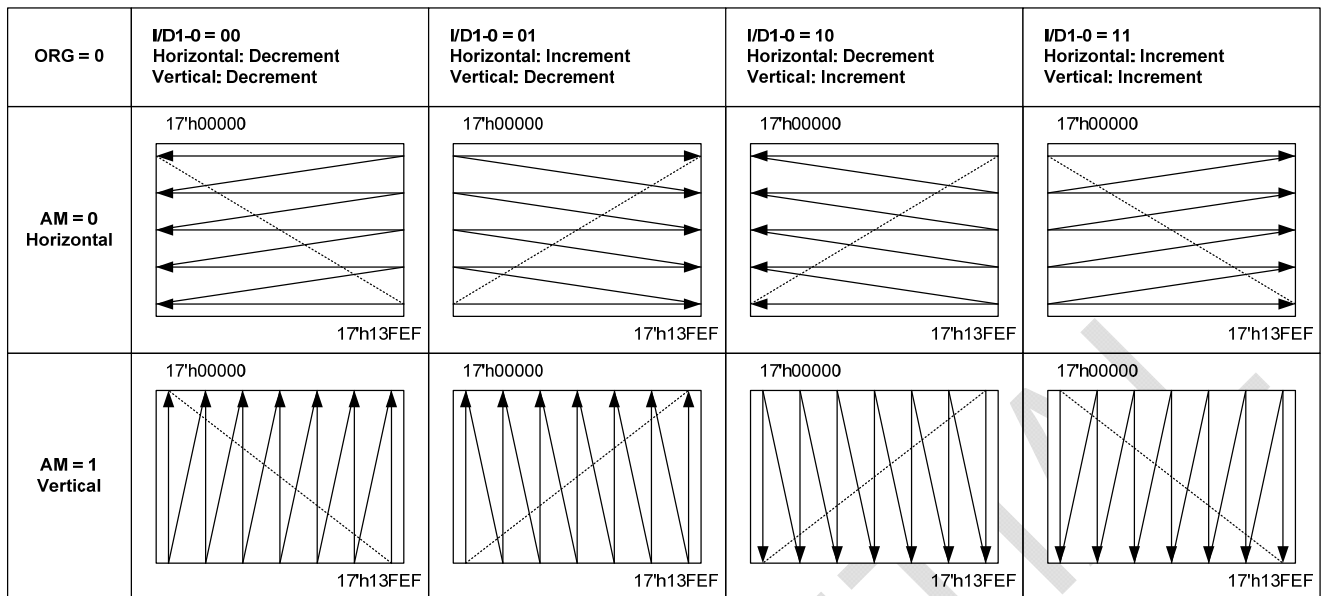 ORG = 0
I/D1-0 = 00
Horizontal: Decrement
Vertical: Decrement
I/D1-0 = 01
Horizontal: Increment
Vertical: Decrement
I/D1-0 = 10
Horizontal: Decrement
Vertical: Increment
I/D1-0 = 11
Horizontal: Increment
Vertical: Increment
AM = 0
Horizontal
17'h00000
17'h13FEF
17'h00000
17'h13FEF
17'h00000
17'h13FEF
17'h00000
17'h13FEF
AM = 1
Vertical
17'h00000
17'h13FEF
17'h00000
17'h13FEF
17'h00000
17'h13FEF
17'h00000
17'h13FEF